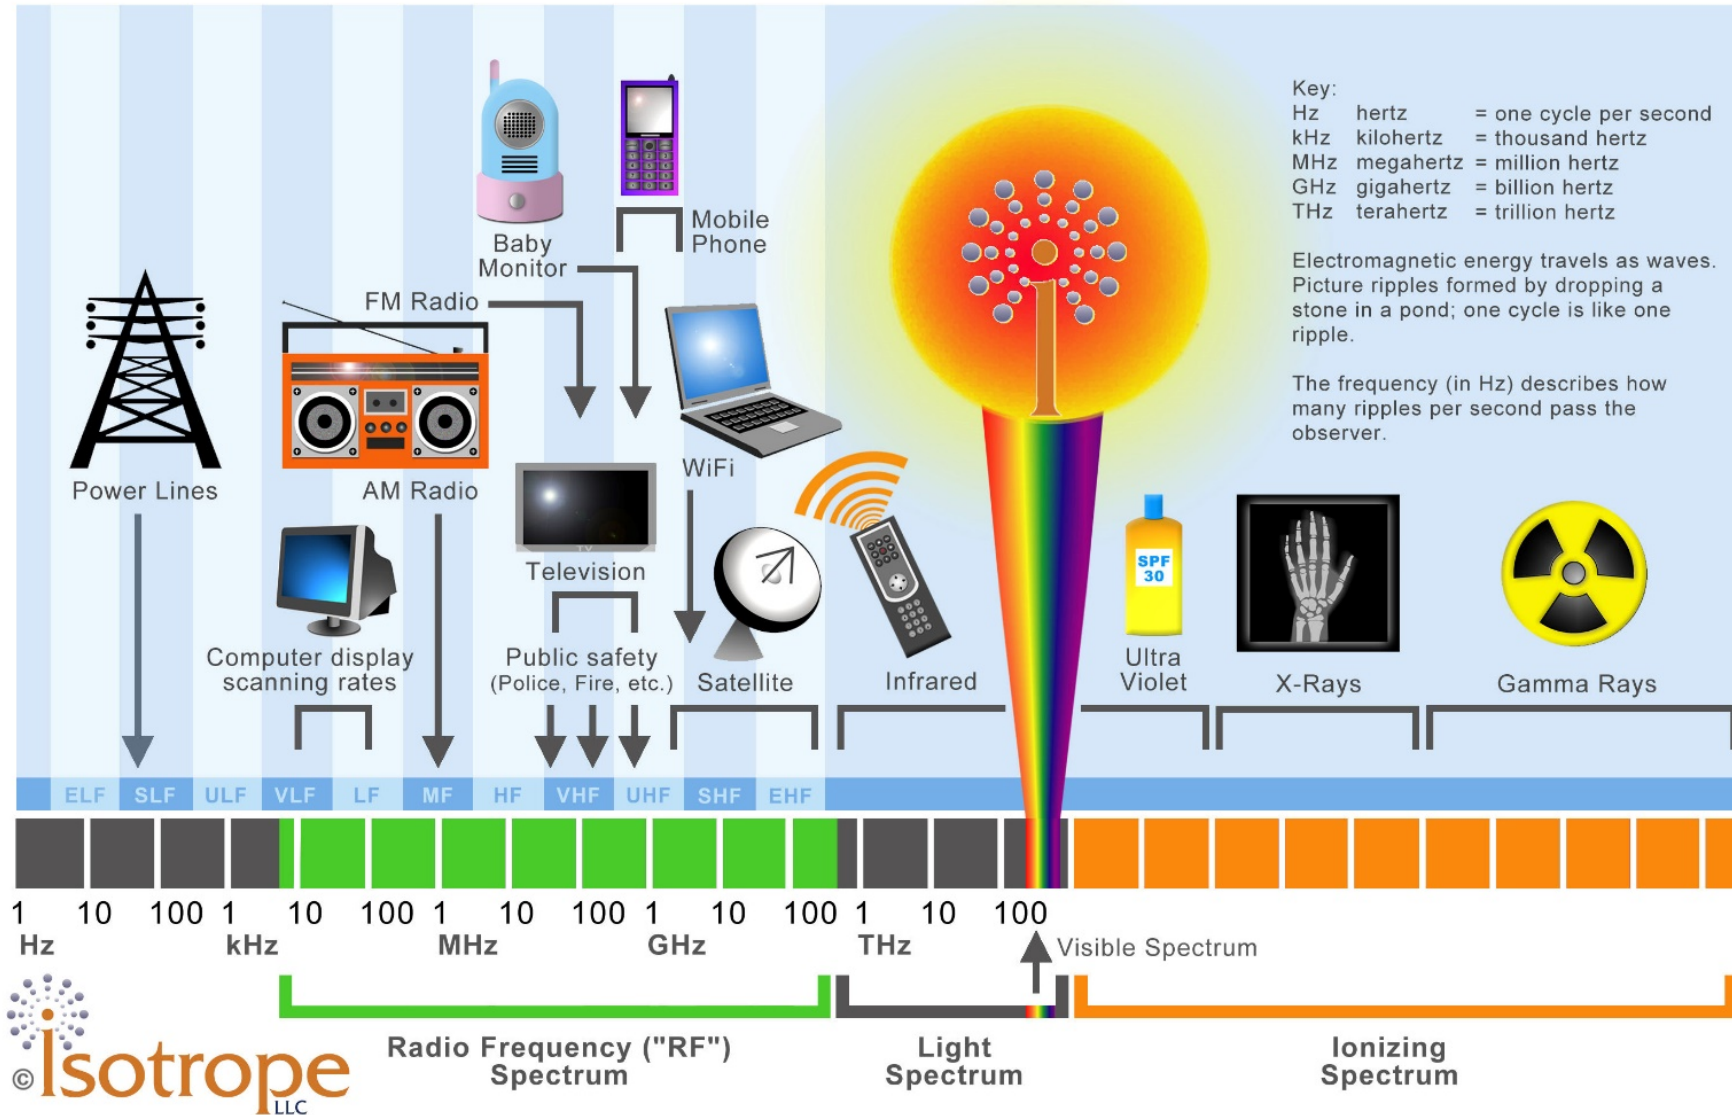 Key:
Hz hertz = one cycle per second
kHz kilohertz = thousand hertz
MHz megahertz = million hertz
GHz gigahertz = billion hertz
THz terahertz = trillion hertz
Electromagnetic energy travels as waves.
Picture ripples formed by dropping a
stone in a pond; one cycle is like one
ripple.
The frequency (in Hz) describes how
many ripples per second pass the
observer.
Mobile
Phone
Baby
Monitor
FM Radio
Power Lines
AM Radio
WiFi
TV
Television
SPF
30
Computer display
scanning rates
Public safety
(Police, Fire, etc.)
Satellite
Infrared
Ultra
Violet
X-Rays
Gamma Rays
ELF SLF ULF VLF LF MF HF VHF UHF SHF EHF
1 10 100 1 10 100 1 10 100 1 10 100 1 10 100
Hz kHz MHz GHz THz
Visible Spectrum
Radio Frequency ("RF")
Spectrum
Light
Spectrum
Ionizing
Spectrum
© Isotrope
LLC